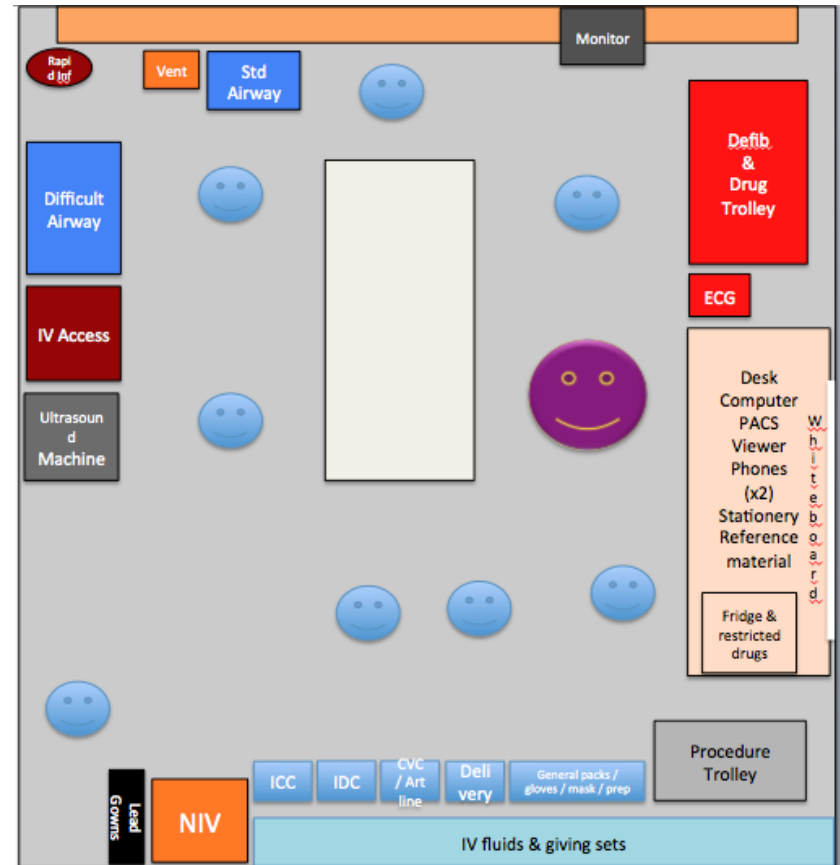 Monitor
Rapi
d Inf
Vent
Std
Airway
Defib
&
Drug
Trolley
Difficult
Airway
ECG
IV Access
Desk
Computer
PACS
Viewer
Phones
(x2)
Stationery
Reference
material
W
h
i
t
e
b
o
a
r
d
Ultrasoun
d
Machine
Fridge &
restricted
drugs
Procedure
Trolley
ICC
IDC
CVC
/ Art
line
Deli
very
General packs /
gloves / mask / prep
Lead
Gowns
NIV
IV fluids & giving sets